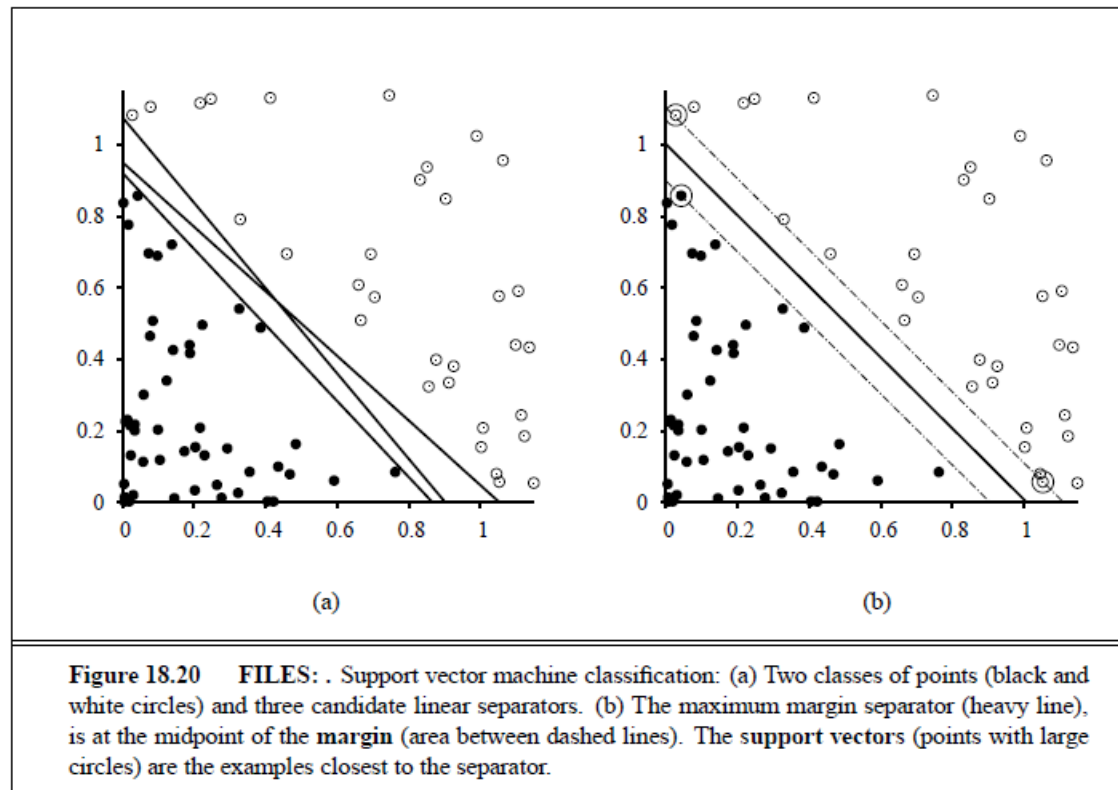 1
0.8
0.6
0.4
0.2
0
0 0.2 0.4 0.6 0.8 1
(a)
1
0.8
0.6
0.4
0.2
0
0 0.2 0.4 0.6 0.8 1
(b)
Figure 18.20 FILES: . Support vector machine classification: (a) Two classes of points (black and
white circles) and three candidate linear separators. (b) The maximum margin separator (heavy line),
is at the midpoint of the margin (area between dashed lines). The support vectors (points with large
circles) are the examples closest to the separator.